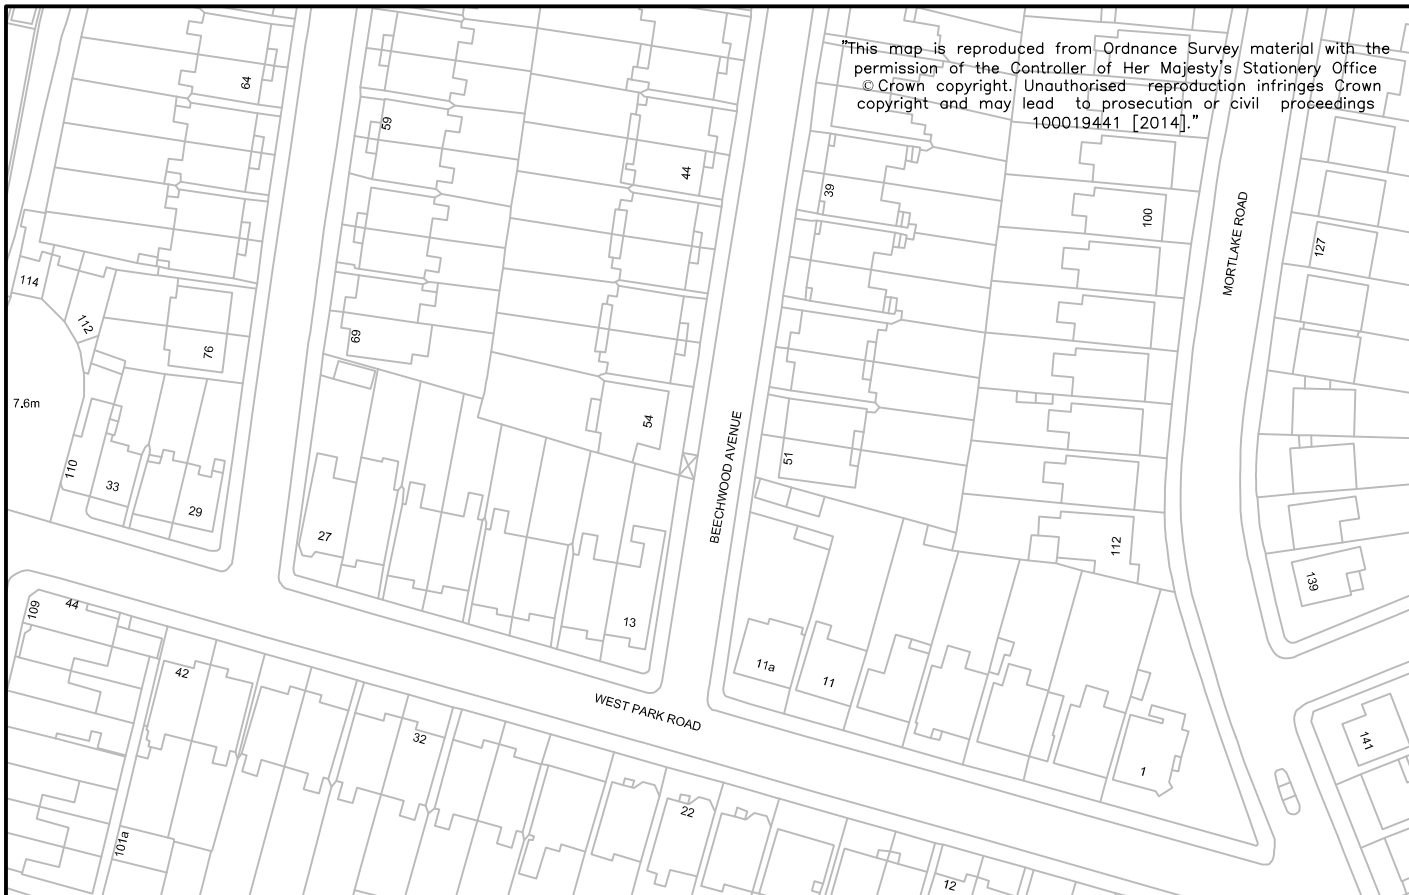 "This map is reproduced from Ordnance Survey material with the
permission of the Controller of Her Majesty's Stationery Office
© Crown copyright. Unauthorised reproduction infringes Crown
copyright and may lead to prosecution or civil proceedings
100019441 [2014]."
64
59
44
39
100
MORTLAKE ROAD
127
114
112
76
69
7.6m
54
BEECHWOOD AVENUE
51
110
33
29
27
112
139
109
44
13
42
11a
11
WEST PARK ROAD
32
141
1
22
101a
12